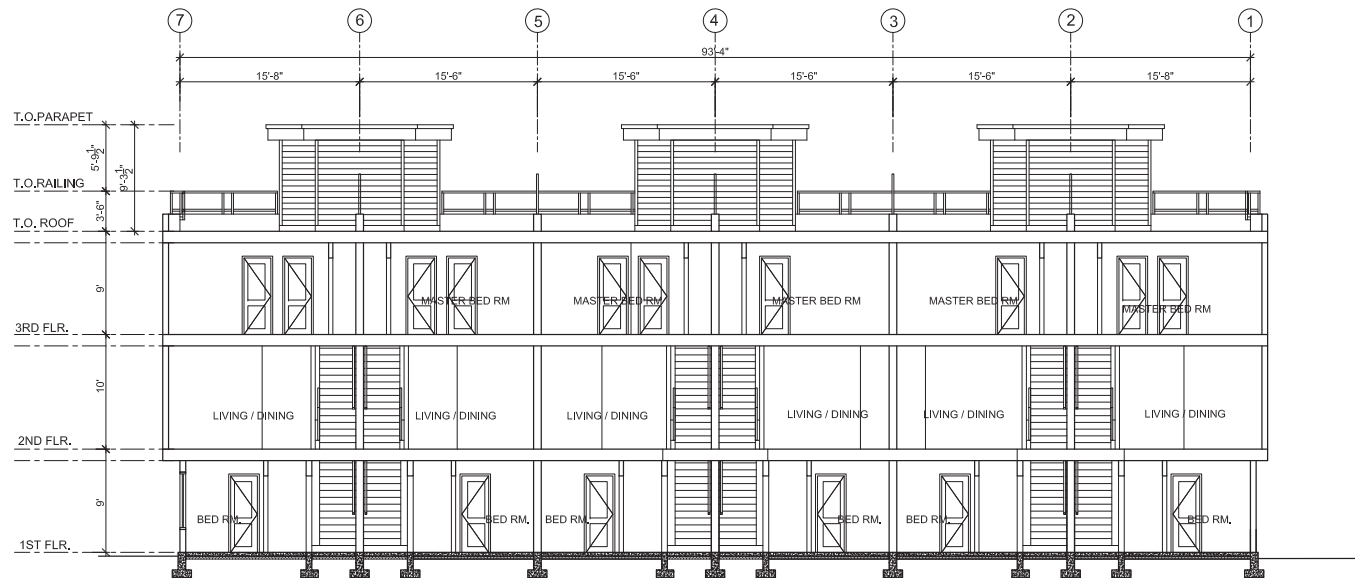 7 6 5 4 3 2 1
93'-4"
15'-8" 15'-6" 15'-6" 15'-6" 15'-6" 15'-8"
T.O.PARAPET
5'-9 1/2"
9'-3 1/2"
T.O.RAILING
3'-6"
T.O. ROOF
9'
MASTER BED RM MASTER BED RM MASTER BED RM MASTER BED RM MASTER BED RM
3RD FLR.
10'
LIVING / DINING LIVING / DINING LIVING / DINING LIVING / DINING LIVING / DINING LIVING / DINING
2ND FLR.
9'
BED RM. BED RM. BED RM. BED RM. BED RM. BED RM.
1ST FLR.